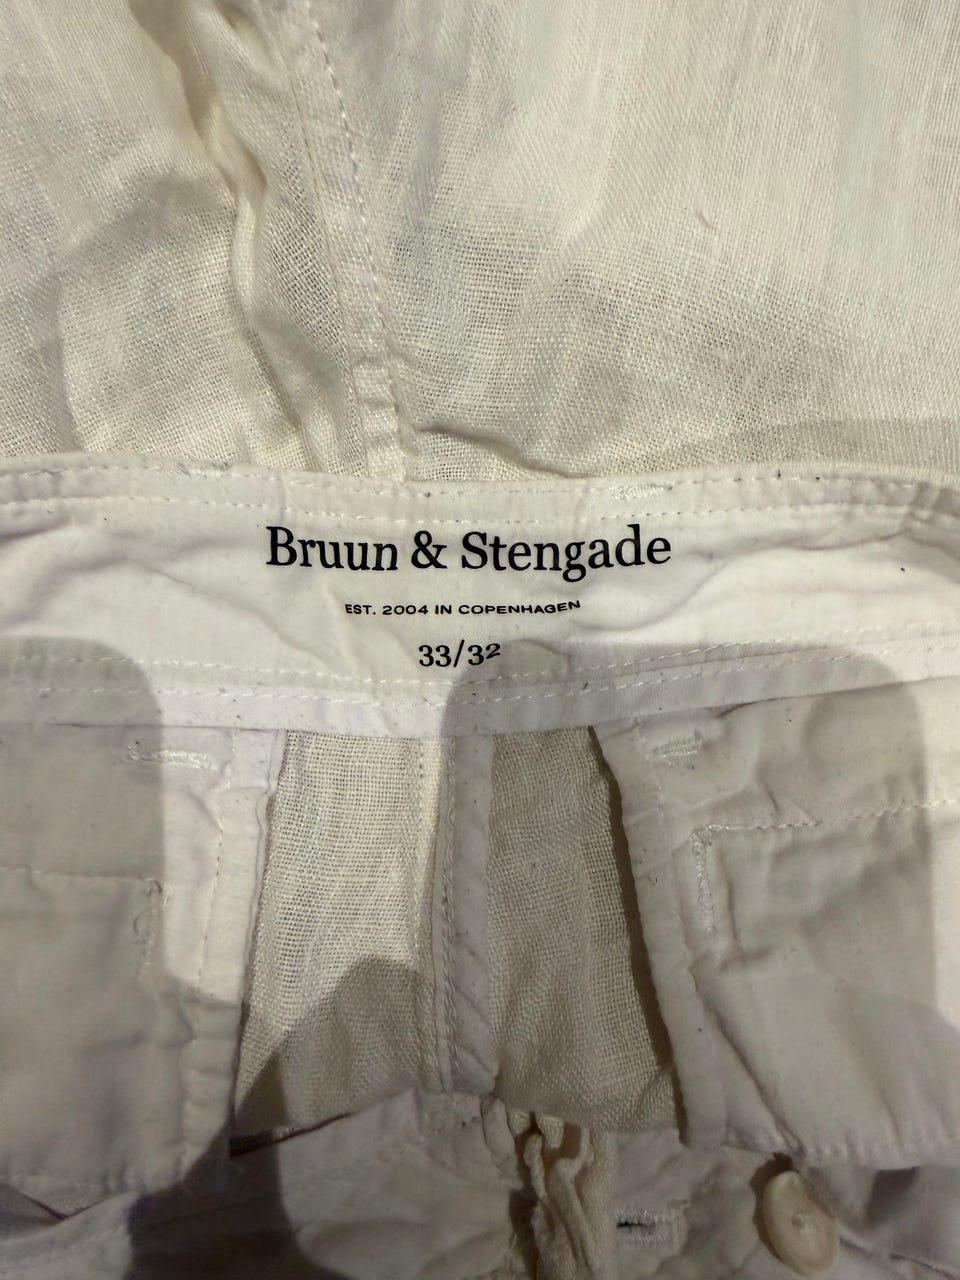 Bruun & Stengade
EST. 2004 IN COPENHAGEN
33/32